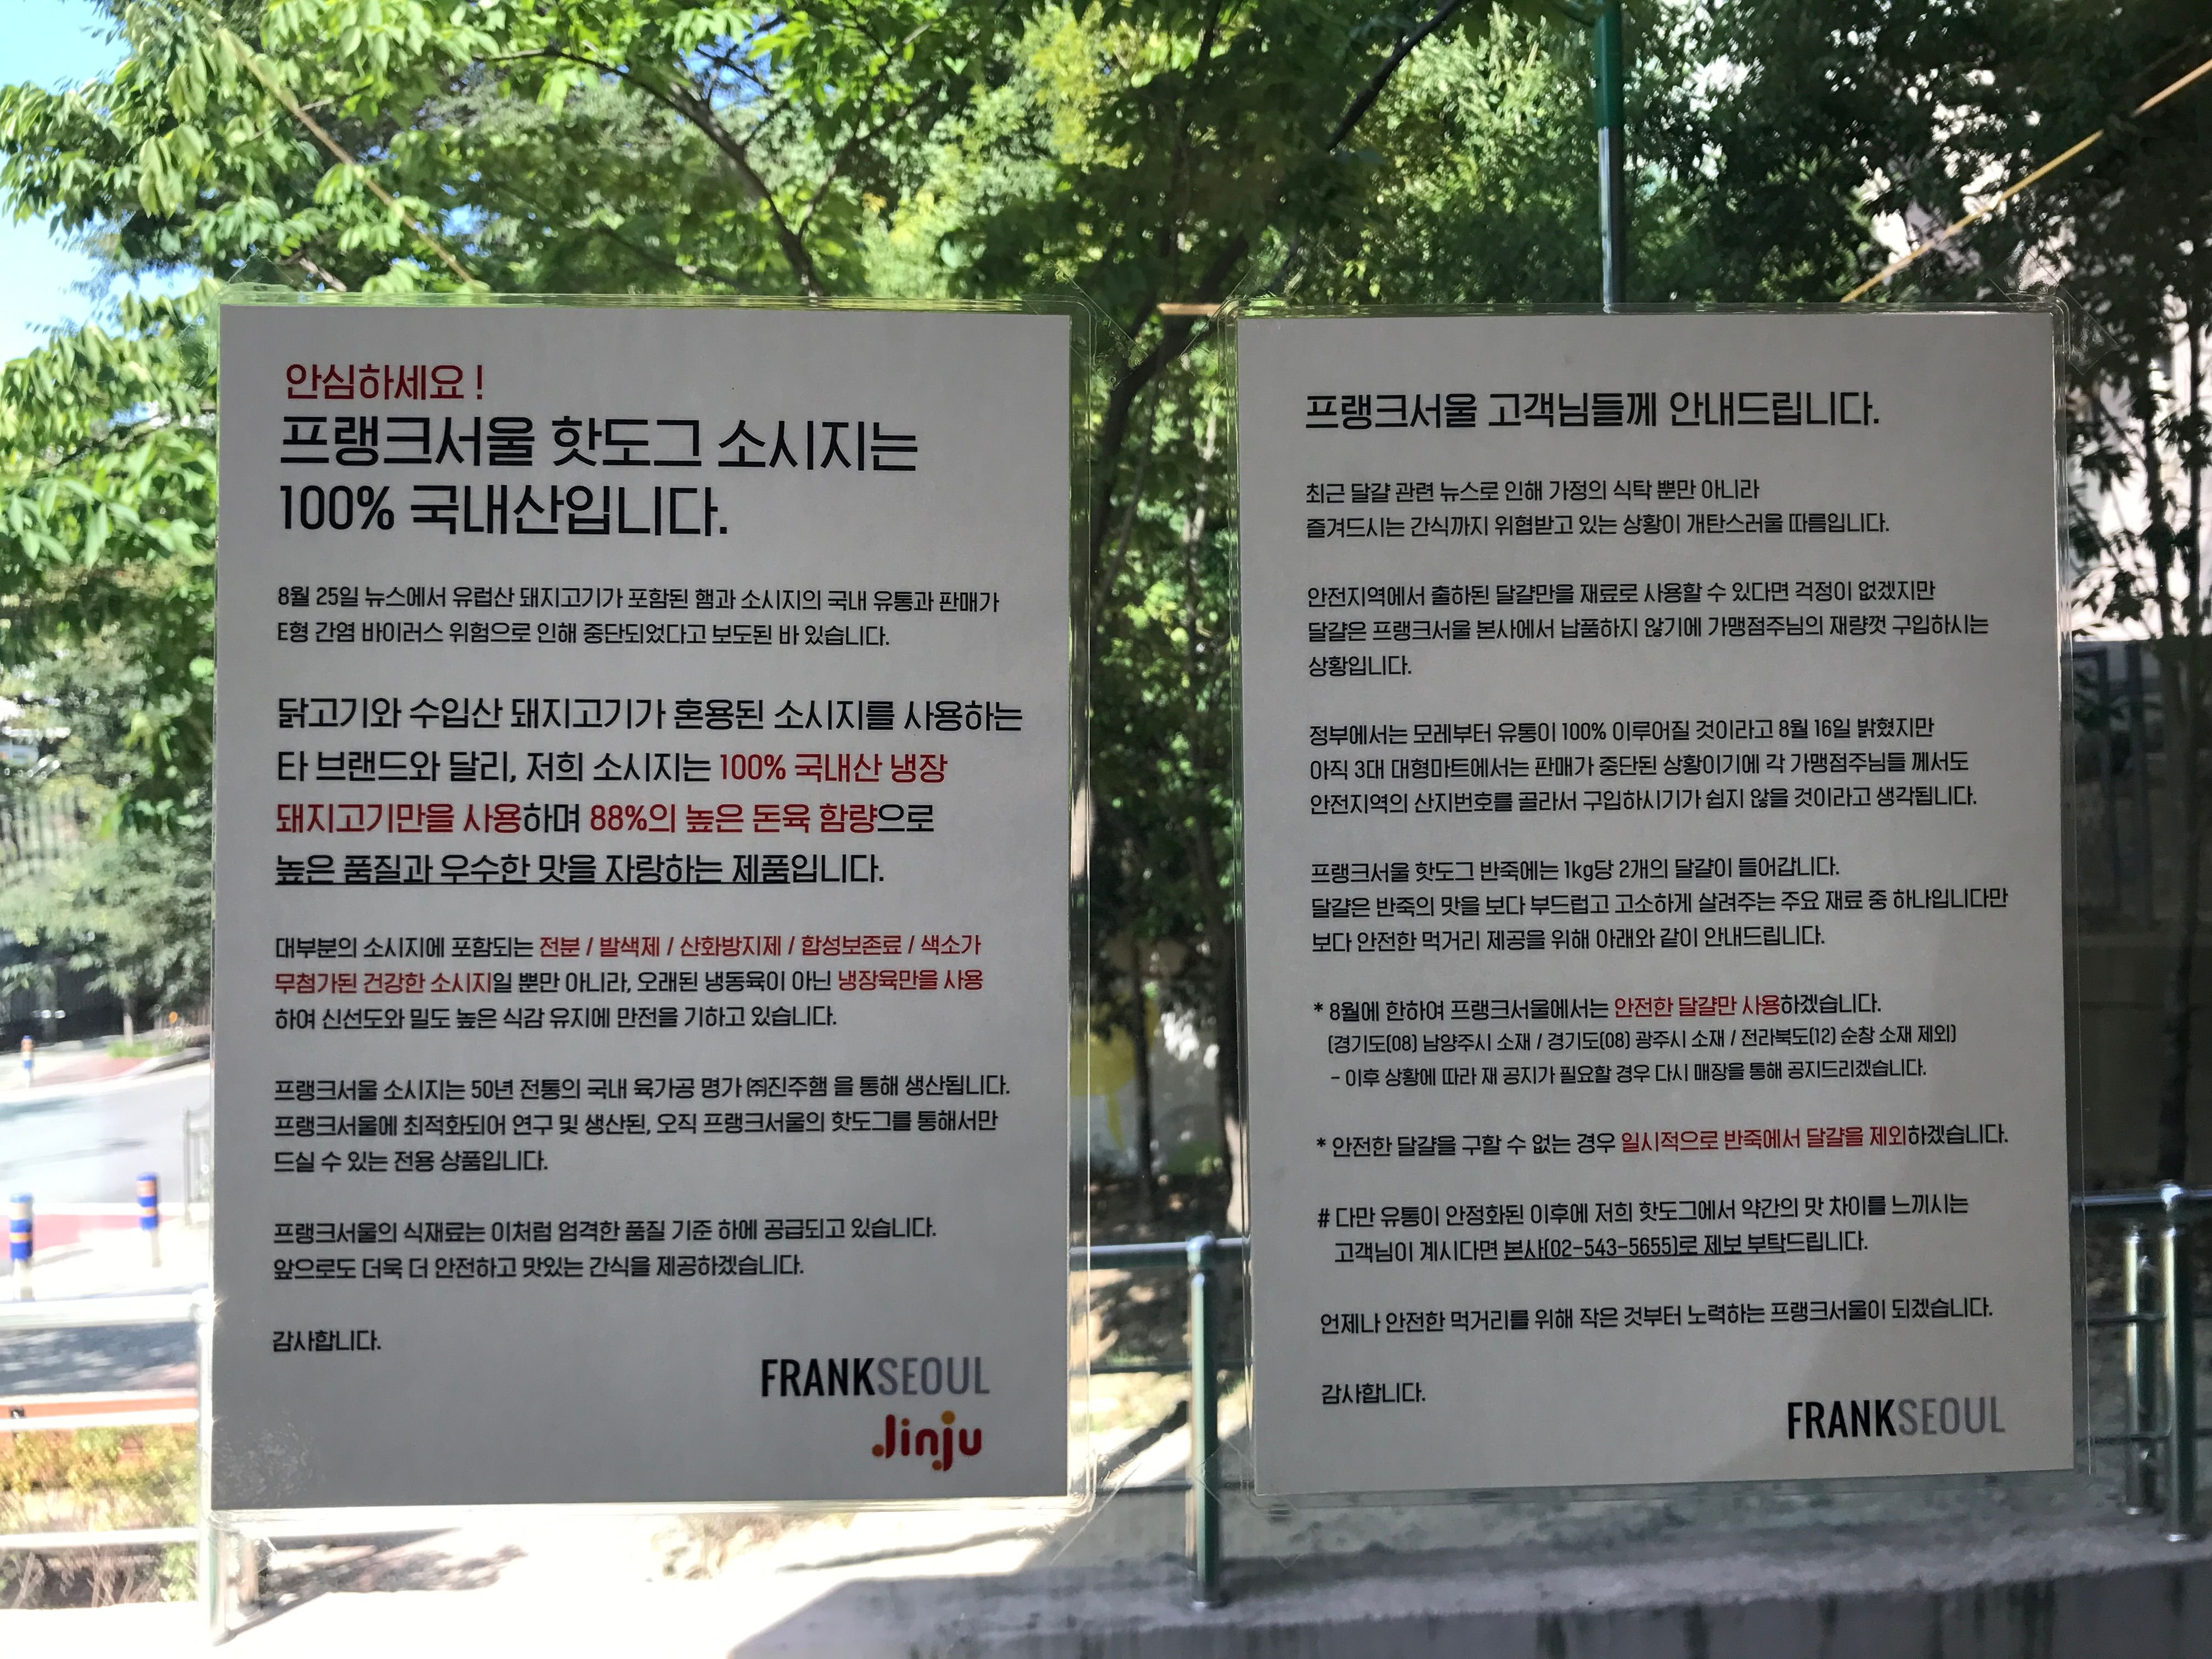 안심하세요 !
프랭크서울 핫도그 소시지는
100% 국내산입니다.
8월 25일 뉴스에서 유럽산 돼지고기가 포함된 햄과 소시지의 국내 유통과 판매가
E형 간염 바이러스 위험으로 인해 중단되었다고 보도된 바 있습니다.
닭고기와 수입산 돼지고기가 혼용된 소시지를 사용하는
타 브랜드와 달리, 저희 소시지는 100% 국내산 냉장
돼지고기만을 사용하며 88%의 높은 돈육 함량으로
높은 품질과 우수한 맛을 자랑하는 제품입니다.
대부분의 소시지에 포함되는 전분 / 발색제 / 산화방지제 / 합성보존료 / 색소가
무첨가된 건강한 소시지일 뿐만 아니라, 오래된 냉동육이 아닌 냉장육만을 사용
하여 신선도와 밀도 높은 식감 유지에 만전을 기하고 있습니다.
프랭크서울 소시지는 50년 전통의 국내 육가공 명가 ㈜진주햄 을 통해 생산됩니다.
프랭크서울에 최적화되어 연구 및 생산된, 오직 프랭크서울의 핫도그를 통해서만
드실 수 있는 전용 상품입니다.
프랭크서울의 식재료는 이처럼 엄격한 품질 기준 하에 공급되고 있습니다.
앞으로도 더욱 더 안전하고 맛있는 간식을 제공하겠습니다.
감사합니다.
FRANKSEOUL
Jinju
프랭크서울 고객님들께 안내드립니다.
최근 달걀 관련 뉴스로 인해 가정의 식탁 뿐만 아니라
즐겨드시는 간식까지 위협받고 있는 상황이 개탄스러울 따름입니다.
안전지역에서 출하된 달걀만을 재료로 사용할 수 있다면 걱정이 없겠지만
달걀은 프랭크서울 본사에서 납품하지 않기에 가맹점주님의 재량껏 구입하시는
상황입니다.
정부에서는 모레부터 유통이 100% 이루어질 것이라고 8월 16일 밝혔지만
아직 3대 대형마트에서는 판매가 중단된 상황이기에 각 가맹점주님들 께서도
안전지역의 산지번호를 골라서 구입하시기가 쉽지 않을 것이라고 생각됩니다.
프랭크서울 핫도그 반죽에는 1kg당 2개의 달걀이 들어갑니다.
달걀은 반죽의 맛을 보다 부드럽고 고소하게 살려주는 주요 재료 중 하나입니다만
보다 안전한 먹거리 제공을 위해 아래와 같이 안내드립니다.
* 8월에 한하여 프랭크서울에서는 안전한 달걀만 사용하겠습니다.
(경기도(08) 남양주시 소재 / 경기도(08) 광주시 소재 / 전라북도(12) 순창 소재 제외)
- 이후 상황에 따라 재 공지가 필요할 경우 다시 매장을 통해 공지드리겠습니다.
* 안전한 달걀을 구할 수 없는 경우 일시적으로 반죽에서 달걀을 제외하겠습니다.
# 다만 유통이 안정화된 이후에 저희 핫도그에서 약간의 맛 차이를 느끼시는
고객님이 계시다면 본사(02-543-5655)로 제보 부탁드립니다.
언제나 안전한 먹거리를 위해 작은 것부터 노력하는 프랭크서울이 되겠습니다.
감사합니다.
FRANKSEOUL